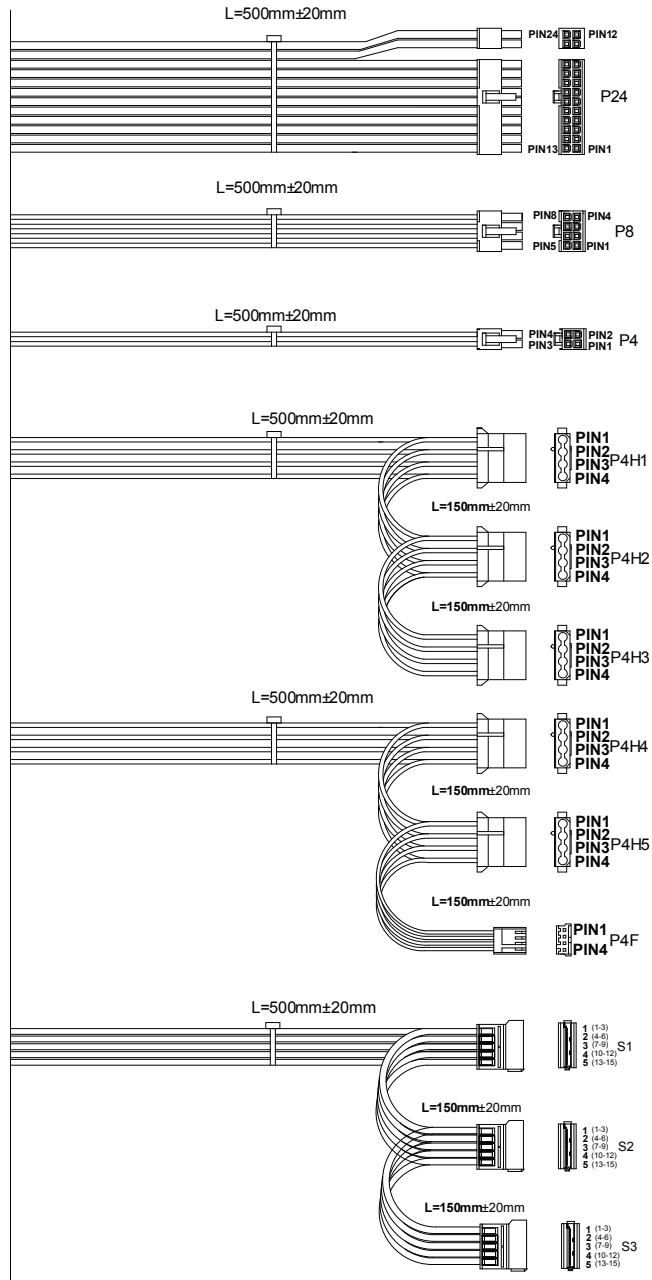 L=500mm±20mm
PIN24 PIN12
P24
PIN13 PIN1
L=500mm±20mm
PIN8 PIN4
P8
PIN5 PIN1
L=500mm±20mm
PIN4 PIN2
P4
PIN3 PIN1
L=500mm±20mm
PIN1
PIN2
PIN3 P4H1
PIN4
L=150mm±20mm
PIN1
PIN2
PIN3 P4H2
PIN4
L=150mm±20mm
PIN1
PIN2
PIN3 P4H3
PIN4
L=500mm±20mm
PIN1
PIN2
PIN3 P4H4
PIN4
L=150mm±20mm
PIN1
PIN2
PIN3 P4H5
PIN4
L=150mm±20mm
PIN1
P4F
PIN4
L=500mm±20mm
1 (1-3)
2 (4-6)
3 (7-9) S1
4 (10-12)
5 (13-15)
L=150mm±20mm
1 (1-3)
2 (4-6)
3 (7-9) S2
4 (10-12)
5 (13-15)
L=150mm±20mm
1 (1-3)
2 (4-6)
3 (7-9) S3
4 (10-12)
5 (13-15)